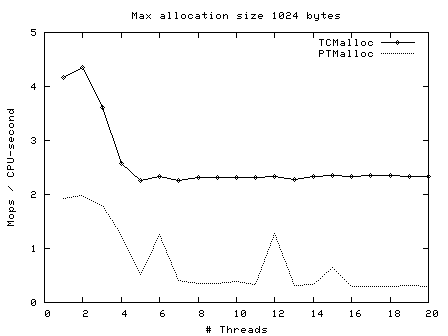 Max allocation size 1024 bytes
5
TCMalloc
PTMalloc
4
3
2
1
0
Mops / CPU-second
0 2 4 6 8 10 12 14 16 18 20
# Threads